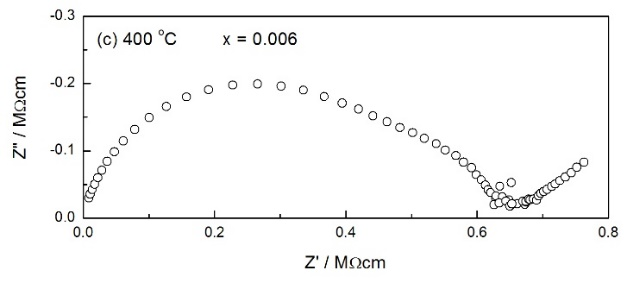 -0.3
(c) 400 °C x = 0.006
-0.2
Z" / MΩcm
-0.1
0.0
0.0 0.2 0.4 0.6 0.8
Z' / MΩcm